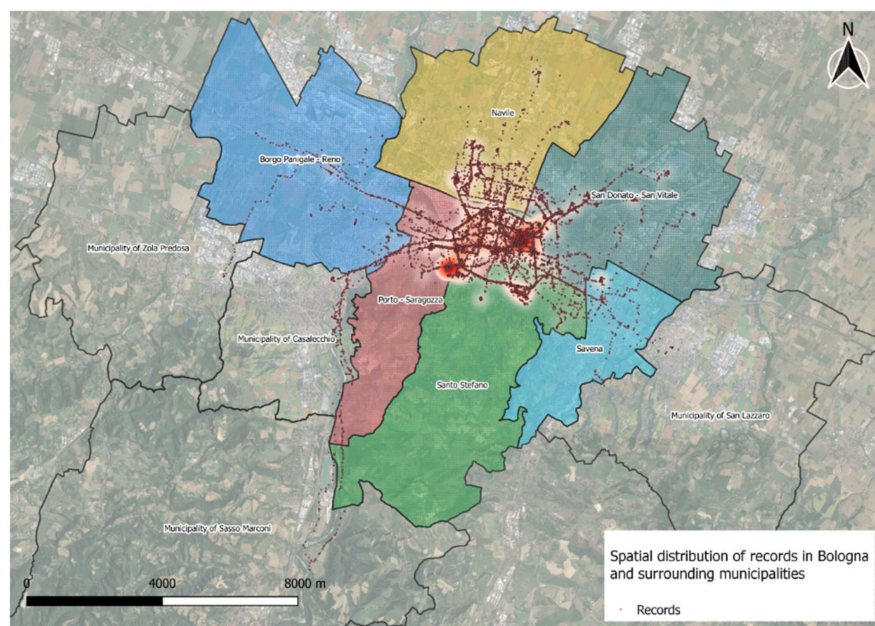 N
Navile
Borgo Panigale - Reno
San Donato - San Vitale
Municipality of Zola Predosa
Porto - Saragozza
Municipality of Casalecchio
Savena
Santo Stefano
Municipality of San Lazzaro
Municipality of Sasso Marconi
Spatial distribution of records in Bologna
and surrounding municipalities
Records
0 4000 8000 m